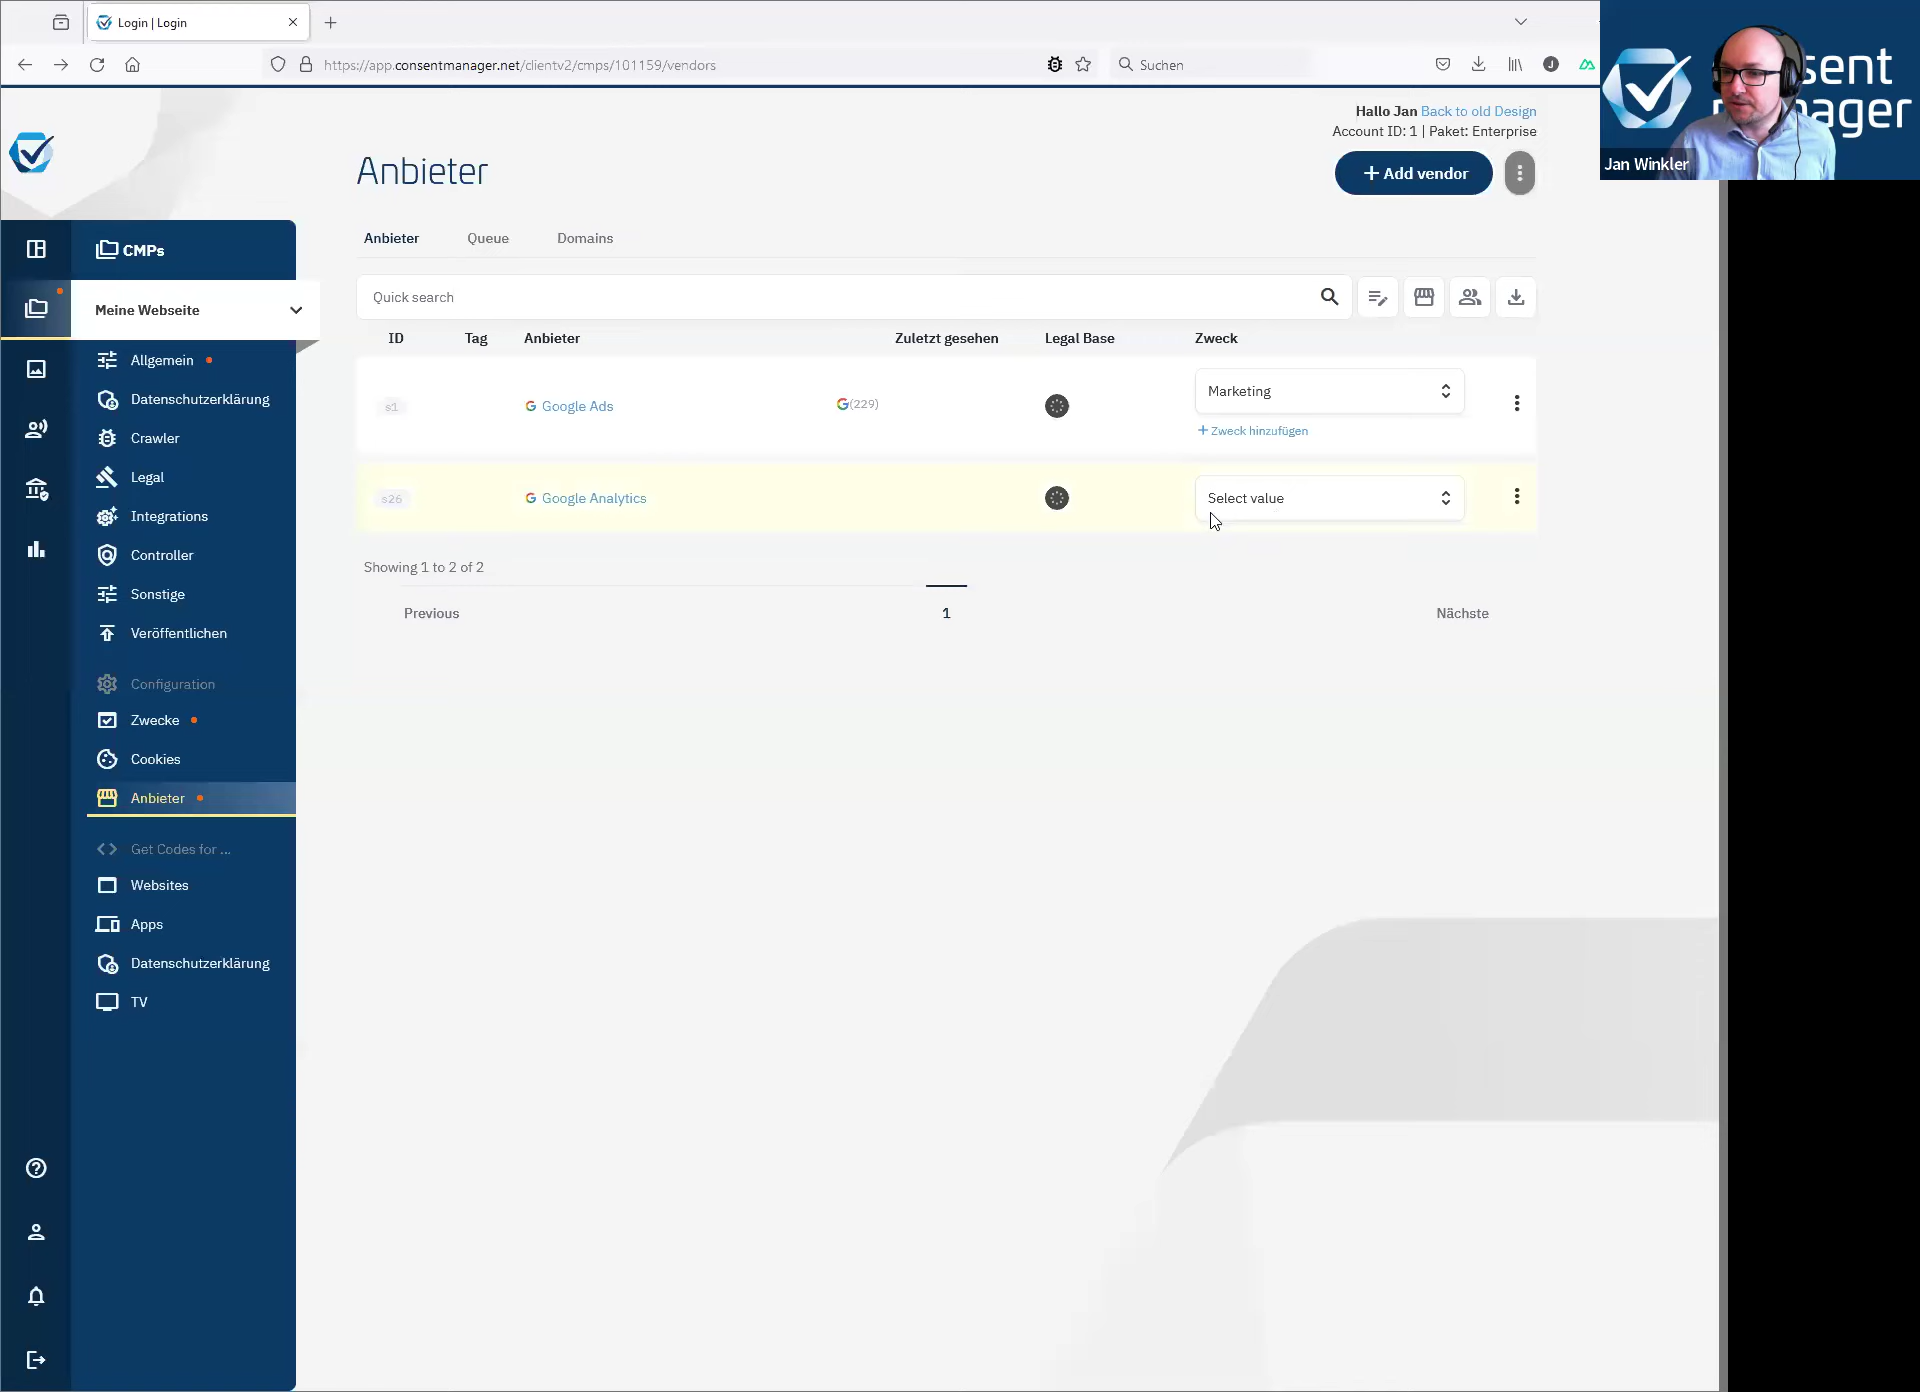 Login | Login
https://app.consentmanager.net/clientv2/cmps/101159/vendors
Suchen
J
Jan Winkler
Hallo Jan Back to old Design
Account ID: 1 | Paket: Enterprise
Anbieter
+ Add vendor
Anbieter
Queue
Domains
Quick search
ID
Tag
Anbieter
Zuletzt gesehen
Legal Base
Zweck
s1
Google Ads
G(229)
Marketing
+ Zweck hinzufügen
s26
Google Analytics
Select value
Showing 1 to 2 of 2
Previous
1
Nächste
CMPs
Meine Webseite
Allgemein
Datenschutzerklärung
Crawler
Legal
Integrations
Controller
Sonstige
Veröffentlichen
Configuration
Zwecke
Cookies
Anbieter
Get Codes for ...
Websites
Apps
Datenschutzerklärung
TV